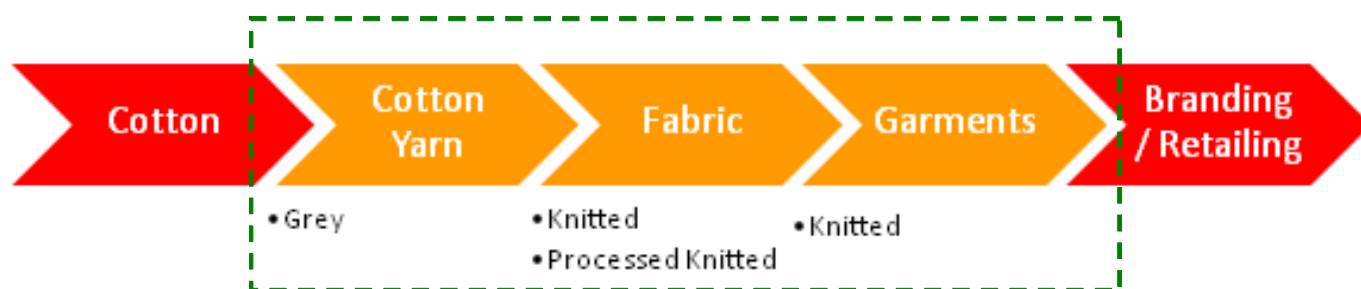 Cotton
Cotton
Yarn
Fabric
Garments
Branding
/ Retailing
•Grey
•Knitted
•Processed Knitted
•Knitted